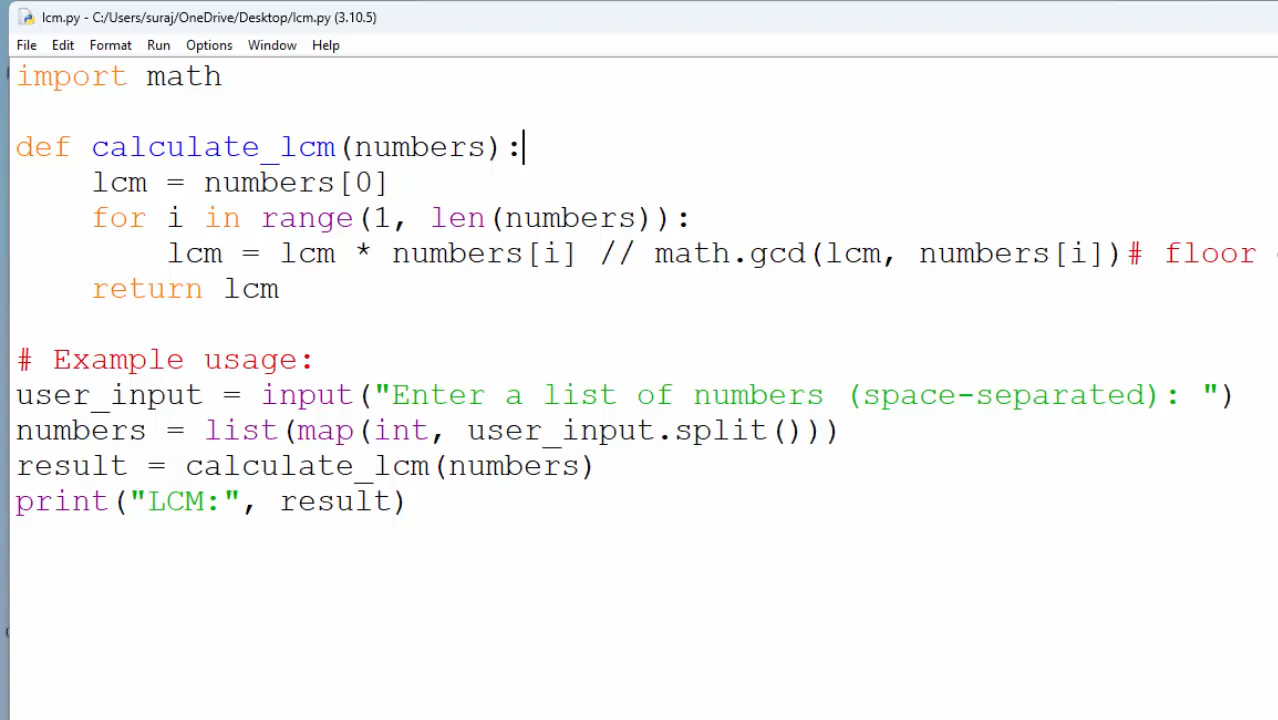 lcm.py - C:/Users/suraj/OneDrive/Desktop/lcm.py (3.10.5)
File Edit Format Run Options Window Help
import math
def calculate_lcm(numbers):
    lcm = numbers[0]
    for i in range(1, len(numbers)):
        lcm = lcm * numbers[i] // math.gcd(lcm, numbers[i])# floor
    return lcm
# Example usage:
user_input = input("Enter a list of numbers (space-separated): ")
numbers = list(map(int, user_input.split()))
result = calculate_lcm(numbers)
print("LCM:", result)